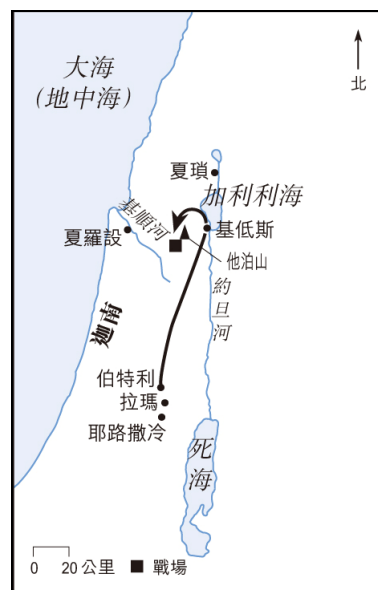 大海
(地中海)
北
夏瑣
加利利海
基順河
基低斯
夏羅設
他泊山
約旦河
迦南
伯特利
拉瑪
耶路撒冷
死海
0 20 公里 ■ 戰場